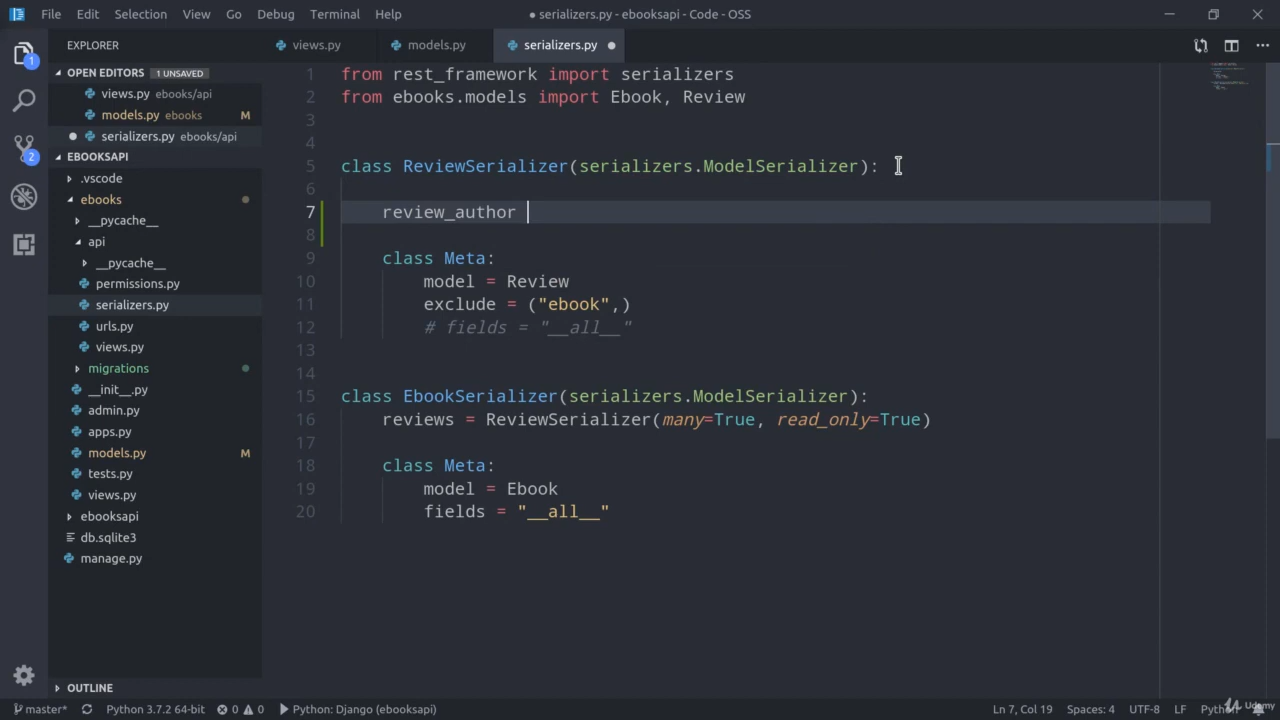 File Edit Selection View Go Debug Terminal Help
● serializers.py - ebooksapi - Code - OSS
EXPLORER
views.py
models.py
serializers.py
OPEN EDITORS 1 UNSAVED
views.py ebooks/api
models.py ebooks M
serializers.py ebooks/api
EBOOKSAPI
.vscode
ebooks
__pycache__
api
__pycache__
permissions.py
serializers.py
urls.py
views.py
migrations
__init__.py
admin.py
apps.py
models.py M
tests.py
views.py
ebooksapi
db.sqlite3
manage.py
OUTLINE
1 from rest_framework import serializers
2 from ebooks.models import Ebook, Review
3
4
5 class ReviewSerializer(serializers.ModelSerializer):
6
7 review_author
8
9 class Meta:
10 model = Review
11 exclude = ("ebook",)
12 # fields = "__all__"
13
14
15 class EbookSerializer(serializers.ModelSerializer):
16 reviews = ReviewSerializer(many=True, read_only=True)
17
18 class Meta:
19 model = Ebook
20 fields = "__all__"
1
2
master* Python 3.7.2 64-bit 0 0 Python: Django (ebooksapi) Ln 7, Col 19 Spaces: 4 UTF-8 LF Python
Udemy